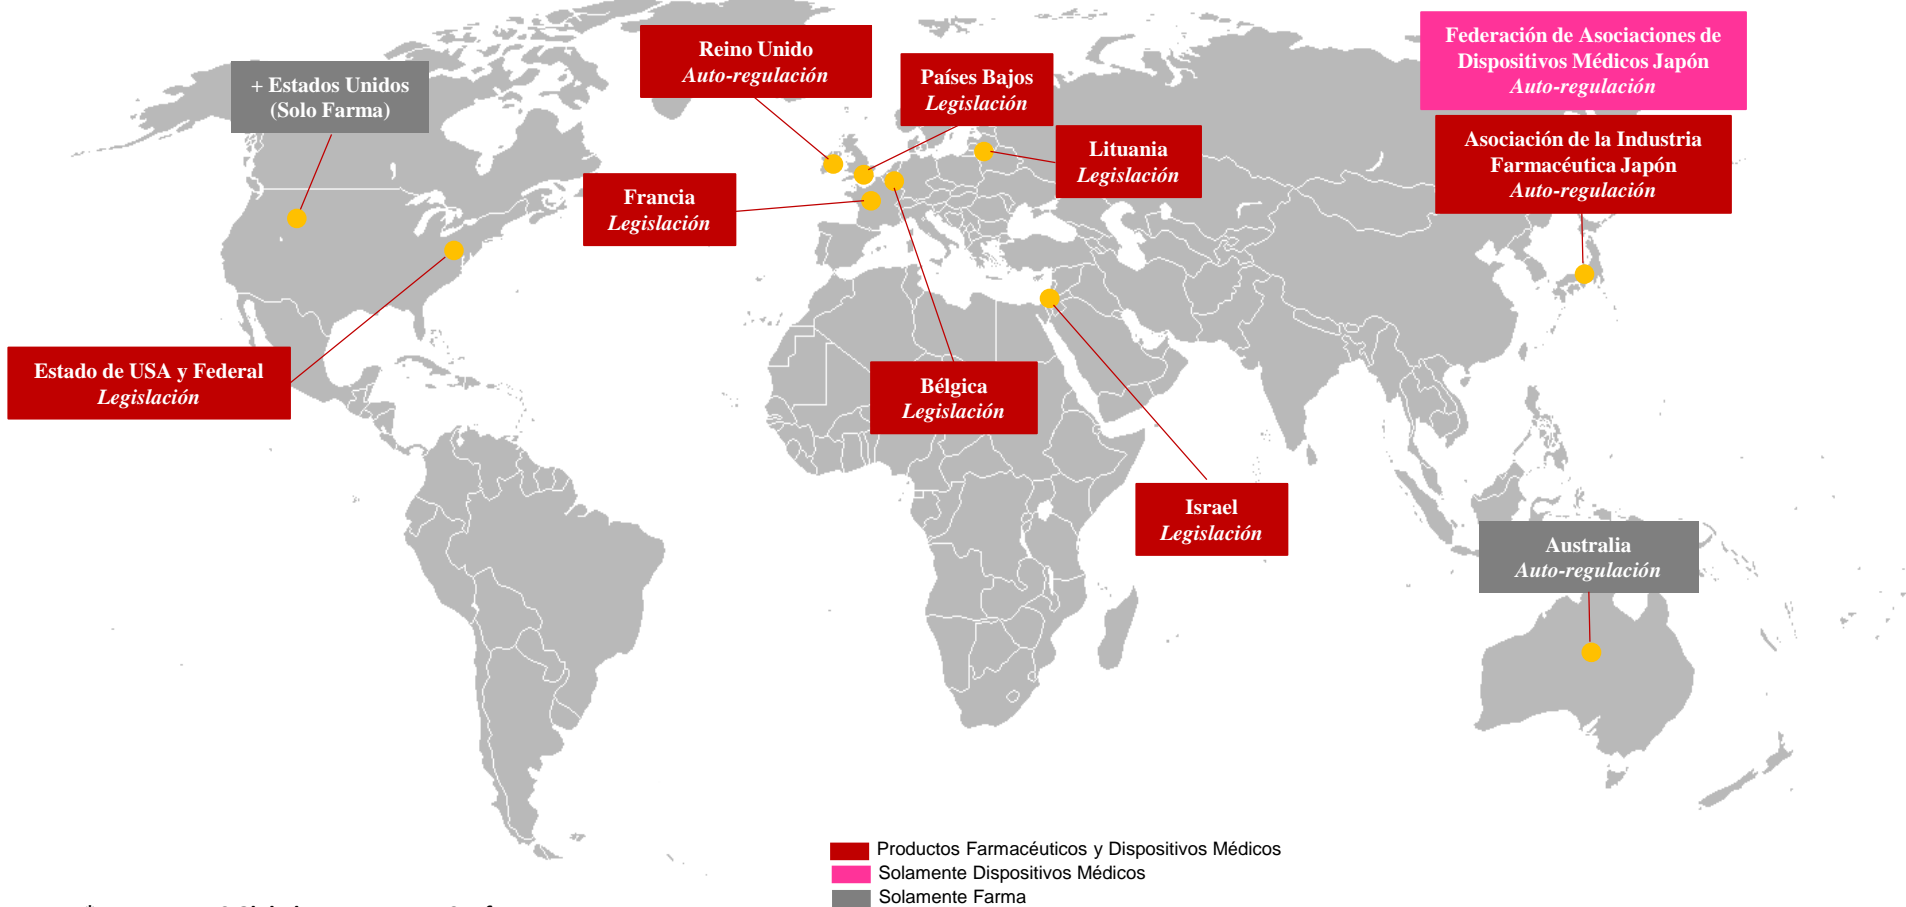 Reino Unido
Auto-regulación
Federación de Asociaciones de
Dispositivos Médicos Japón
Auto-regulación
+ Estados Unidos
(Solo Farma)
Países Bajos
Legislación
Asociación de la Industria
Farmacéutica Japón
Auto-regulación
Lituania
Legislación
Francia
Legislación
Estado de USA y Federal
Legislación
Bélgica
Legislación
Israel
Legislación
Australia
Auto-regulación
Productos Farmacéuticos y Dispositivos Médicos
Solamente Dispositivos Médicos
Solamente Farma